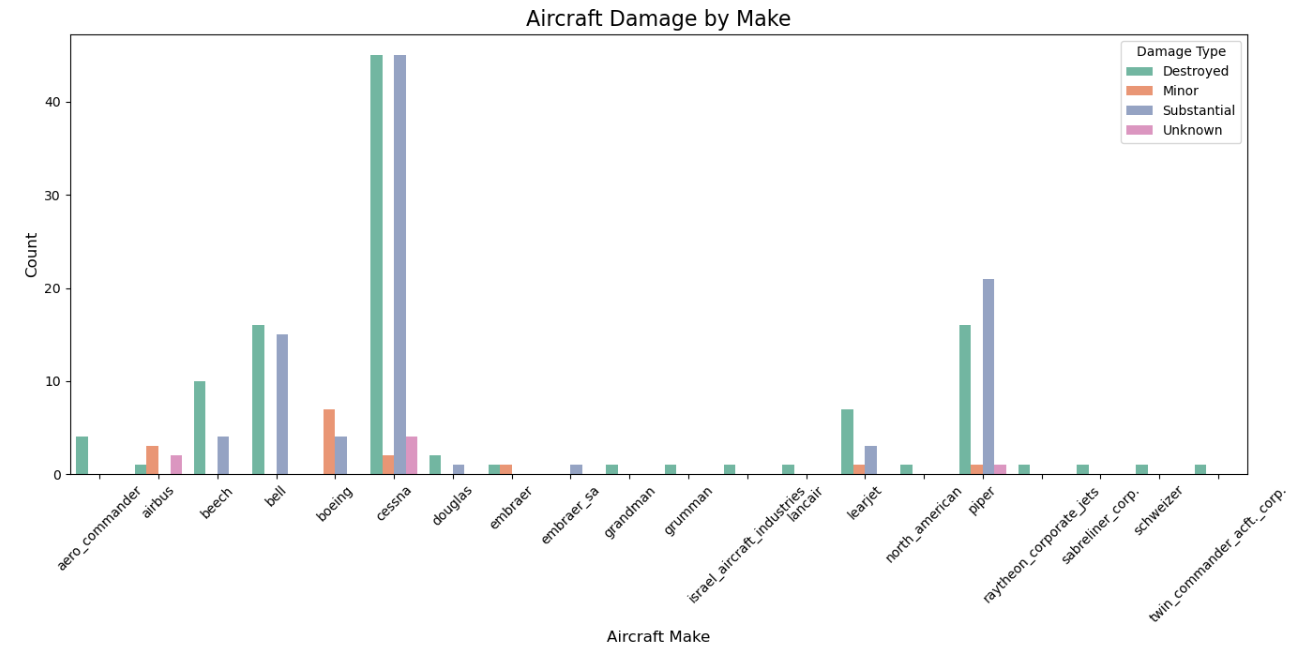 Aircraft Damage by Make
Damage Type
Destroyed
Minor
Substantial
Unknown
Count
40
30
20
10
0
aero_commander
airbus
beech
bell
boeing
cessna
douglas
embraer
embraer_sa
grandman
grumman
israel_aircraft_industries
lancair
learjet
north_american
piper
raytheon_corporate_jets
sabreliner_corp.
schweizer
twin_commander_acft._corp.
Aircraft Make